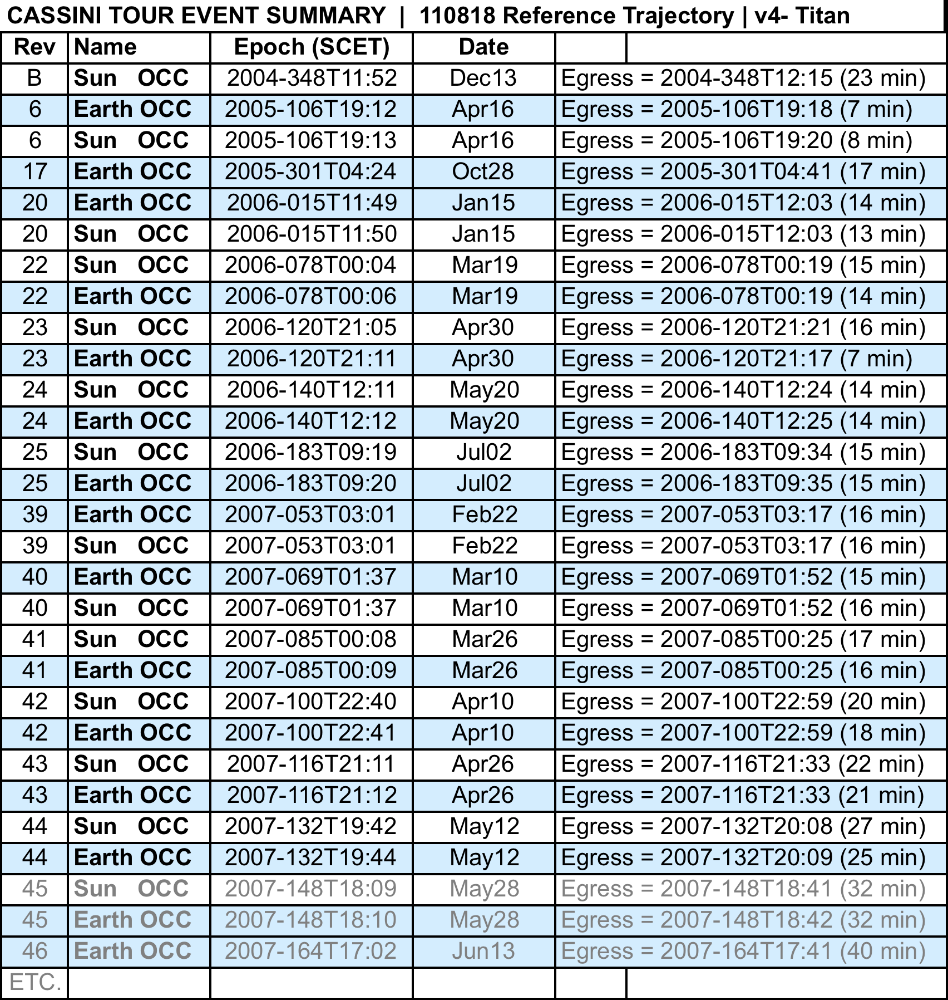 CASSINI TOUR EVENT SUMMARY | 110818 Reference Trajectory | v4- Titan
Rev Name Epoch (SCET) Date
B Sun OCC 2004-348T11:52 Dec13 Egress = 2004-348T12:15 (23 min)
6 Earth OCC 2005-106T19:12 Apr16 Egress = 2005-106T19:18 (7 min)
6 Sun OCC 2005-106T19:13 Apr16 Egress = 2005-106T19:20 (8 min)
17 Earth OCC 2005-301T04:24 Oct28 Egress = 2005-301T04:41 (17 min)
20 Earth OCC 2006-015T11:49 Jan15 Egress = 2006-015T12:03 (14 min)
20 Sun OCC 2006-015T11:50 Jan15 Egress = 2006-015T12:03 (13 min)
22 Sun OCC 2006-078T00:04 Mar19 Egress = 2006-078T00:19 (15 min)
22 Earth OCC 2006-078T00:06 Mar19 Egress = 2006-078T00:19 (14 min)
23 Sun OCC 2006-120T21:05 Apr30 Egress = 2006-120T21:21 (16 min)
23 Earth OCC 2006-120T21:11 Apr30 Egress = 2006-120T21:17 (7 min)
24 Sun OCC 2006-140T12:11 May20 Egress = 2006-140T12:24 (14 min)
24 Earth OCC 2006-140T12:12 May20 Egress = 2006-140T12:25 (14 min)
25 Sun OCC 2006-183T09:19 Jul02 Egress = 2006-183T09:34 (15 min)
25 Earth OCC 2006-183T09:20 Jul02 Egress = 2006-183T09:35 (15 min)
39 Earth OCC 2007-053T03:01 Feb22 Egress = 2007-053T03:17 (16 min)
39 Sun OCC 2007-053T03:01 Feb22 Egress = 2007-053T03:17 (16 min)
40 Earth OCC 2007-069T01:37 Mar10 Egress = 2007-069T01:52 (15 min)
40 Sun OCC 2007-069T01:37 Mar10 Egress = 2007-069T01:52 (16 min)
41 Sun OCC 2007-085T00:08 Mar26 Egress = 2007-085T00:25 (17 min)
41 Earth OCC 2007-085T00:09 Mar26 Egress = 2007-085T00:25 (16 min)
42 Sun OCC 2007-100T22:40 Apr10 Egress = 2007-100T22:59 (20 min)
42 Earth OCC 2007-100T22:41 Apr10 Egress = 2007-100T22:59 (18 min)
43 Sun OCC 2007-116T21:11 Apr26 Egress = 2007-116T21:33 (22 min)
43 Earth OCC 2007-116T21:12 Apr26 Egress = 2007-116T21:33 (21 min)
44 Sun OCC 2007-132T19:42 May12 Egress = 2007-132T20:08 (27 min)
44 Earth OCC 2007-132T19:44 May12 Egress = 2007-132T20:09 (25 min)
45 Sun OCC 2007-148T18:09 May28 Egress = 2007-148T18:41 (32 min)
45 Earth OCC 2007-148T18:10 May28 Egress = 2007-148T18:42 (32 min)
46 Earth OCC 2007-164T17:02 Jun13 Egress = 2007-164T17:41 (40 min)
ETC.